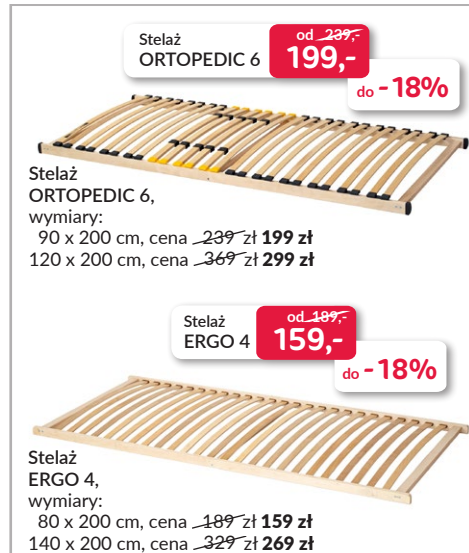 Stelaż
ORTOPEDIC 6
od 239,-
199,-
do -18%
Stelaż
ORTOPEDIC 6,
wymiary:
90 x 200 cm, cena 239 zł 199 zł
120 x 200 cm, cena 369 zł 299 zł
Stelaż
ERGO 4
od 189,-
159,-
do -18%
Stelaż
ERGO 4,
wymiary:
80 x 200 cm, cena 189 zł 159 zł
140 x 200 cm, cena 329 zł 269 zł